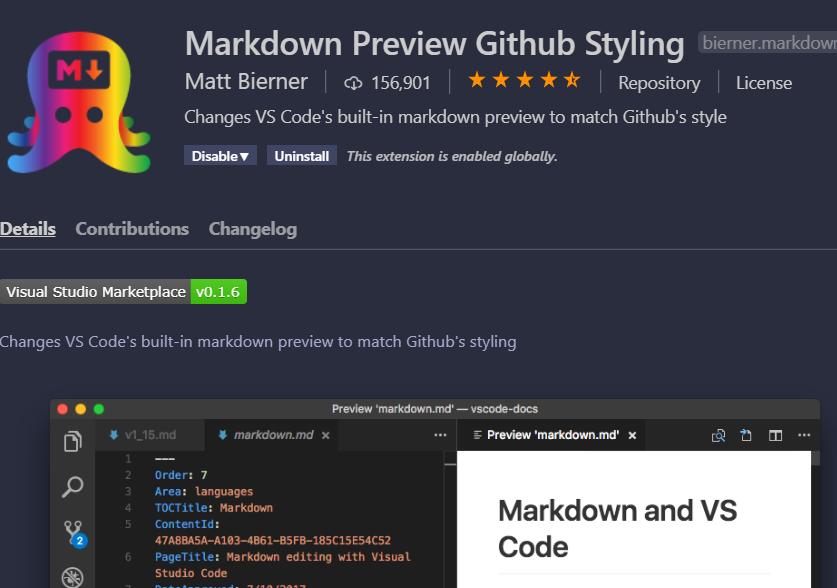 M
Markdown Preview Github Styling bierner.markdown
Matt Bierner 156,901 Repository License
Changes VS Code's built-in markdown preview to match Github's style
Disable▼ Uninstall This extension is enabled globally.
Details Contributions Changelog
Visual Studio Marketplace v0.1.6
Changes VS Code's built-in markdown preview to match Github's styling
Preview 'markdown.md' — vscode-docs
v1_15.md markdown.md × ··· Preview 'markdown.md' × ···
1 ---
2 Order: 7
3 Area: languages
4 TOCTitle: Markdown
5 ContentId:
47A8BA5A-A103-4B61-B5FB-185C15E54C52
6 PageTitle: Markdown editing with Visual
Studio Code
2
Markdown and VS
Code